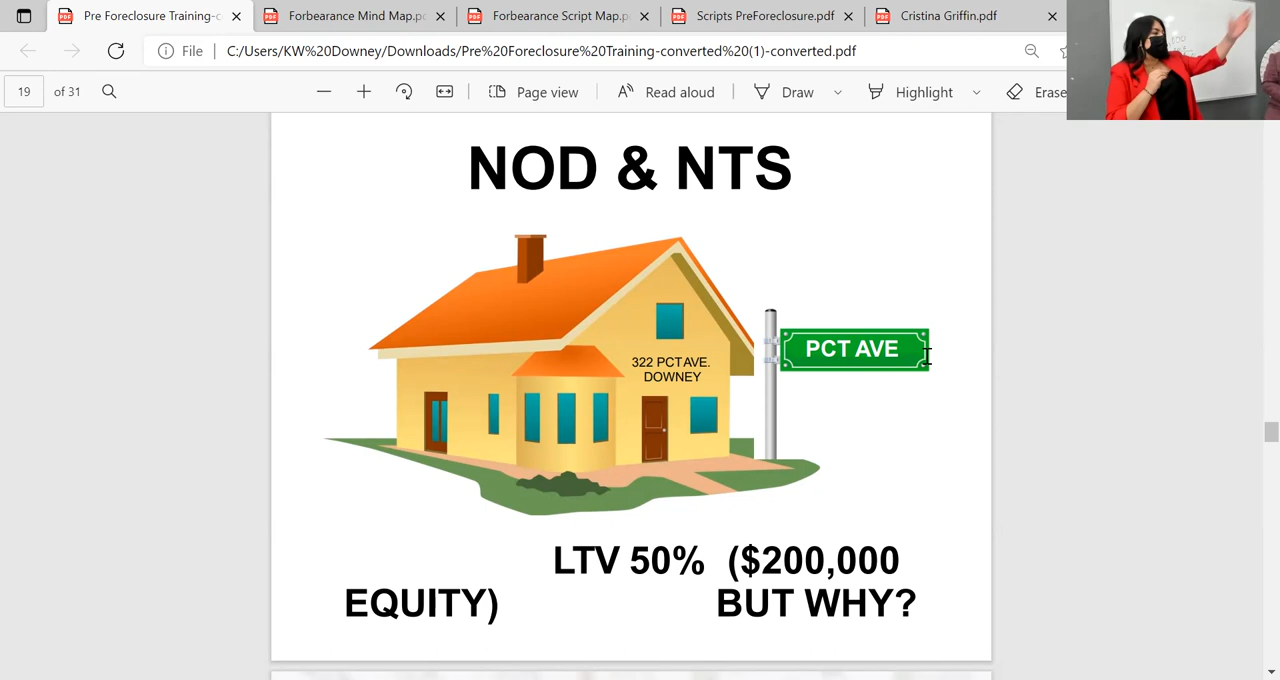 Pre Foreclosure Training-c
Forbearance Mind Map.pc
Forbearance Script Map.p
Scripts PreForeclosure.pdf
Cristina Griffin.pdf
File
C:/Users/KW%20Downey/Downloads/Pre%20Foreclosure%20Training-converted%20(1)-converted.pdf
19
of 31
Page view
Read aloud
Draw
Highlight
Erase
NOD & NTS
322 PCT AVE.
DOWNEY
PCT AVE
LTV 50% ($200,000
EQUITY) BUT WHY?